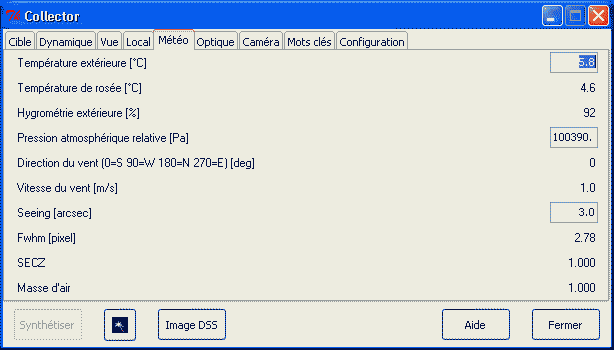 Collector
Cible Dynamique Vue Local Météo Optique Caméra Mots clés Configuration
Température extérieure [°C] 5.8
Température de rosée [°C] 4.6
Hygrométrie extérieure [%] 92
Pression atmosphérique relative [Pa] 100390.
Direction du vent (0=S 90=W 180=N 270=E) [deg] 0
Vitesse du vent [m/s] 1.0
Seeing [arcsec] 3.0
Fwhm [pixel] 2.78
SECZ 1.000
Masse d'air 1.000
Synthétiser Image DSS Aide Fermer